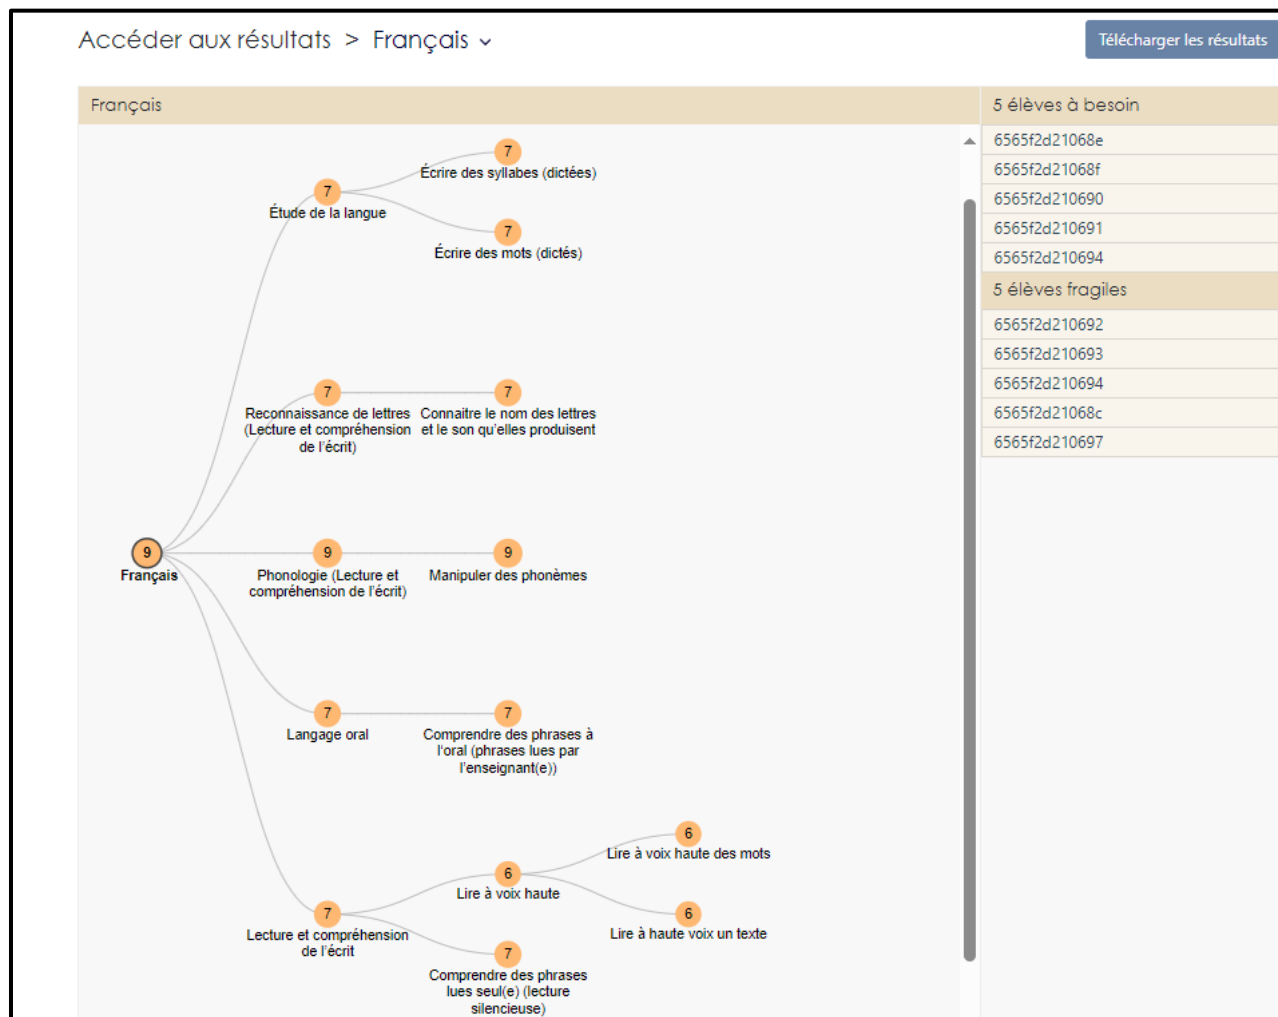 Accéder aux résultats > Français
Télécharger les résultats
Français
7
Écrire des syllabes (dictées)
7
Étude de la langue
7
Écrire des mots (dictés)
7
Reconnaissance de lettres
(Lecture et compréhension
de l'écrit)
7
Connaitre le nom des lettres
et le son qu'elles produisent
9
Français
9
Phonologie (Lecture et
compréhension de l'écrit)
9
Manipuler des phonèmes
7
Langage oral
7
Comprendre des phrases à
l'oral (phrases lues par
l'enseignant(e))
6
Lire à voix haute des mots
6
Lire à voix haute
6
Lire à haute voix un texte
7
Lecture et compréhension
de l'écrit
7
Comprendre des phrases
lues seul(e) (lecture
silencieuse)
5 élèves à besoin
6565f2d21068e
6565f2d21068f
6565f2d210690
6565f2d210691
6565f2d210694
5 élèves fragiles
6565f2d210692
6565f2d210693
6565f2d210694
6565f2d21068c
6565f2d210697